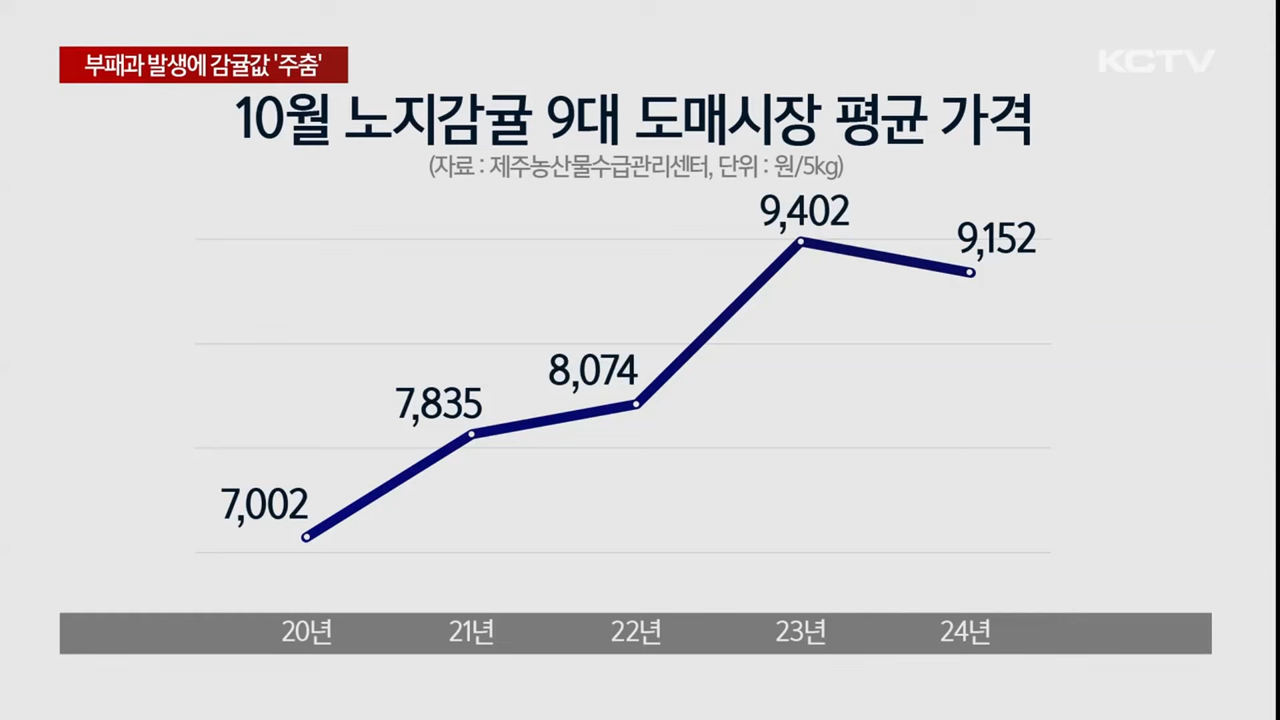 부패과 발생에 감귤값 '주춤'
KCTV
10월 노지감귤 9대 도매시장 평균 가격
(자료 : 제주농산물수급관리센터, 단위 : 원/5kg)
7,002
7,835
8,074
9,402
9,152
20년 21년 22년 23년 24년